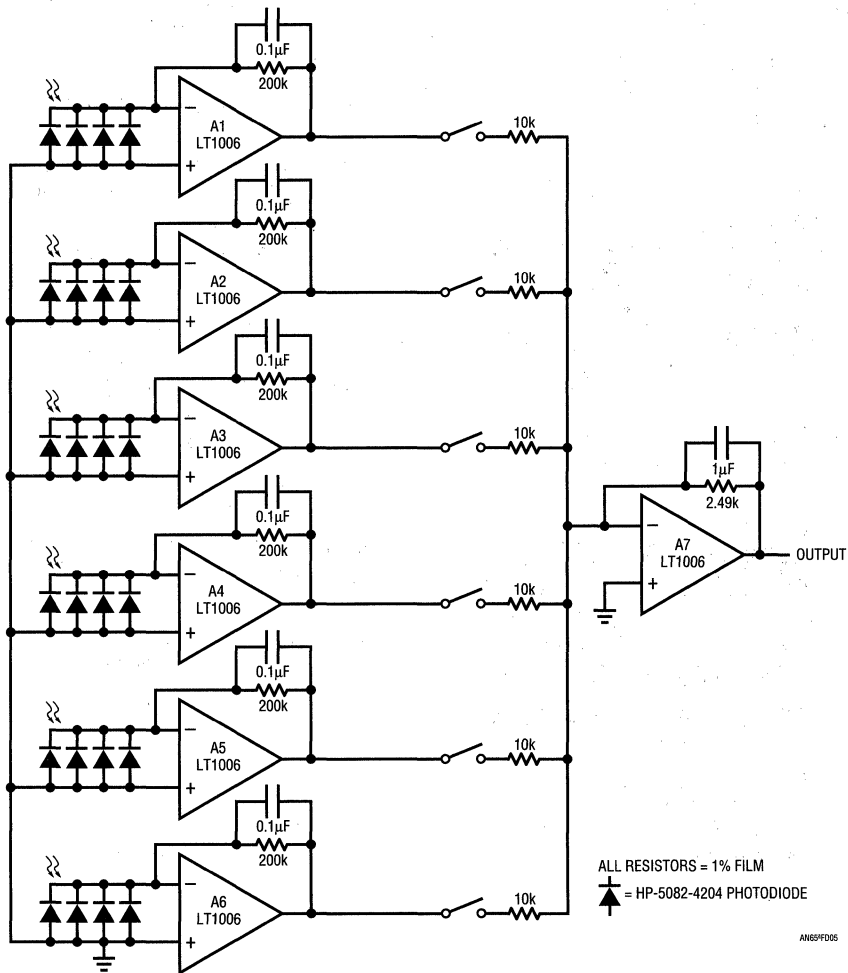 0.1µF
200k
−
A1
LT1006
+
10k
0.1µF
200k
−
A2
LT1006
+
10k
0.1µF
200k
−
A3
LT1006
+
10k
0.1µF
200k
−
A4
LT1006
+
10k
0.1µF
200k
−
A5
LT1006
+
10k
0.1µF
200k
−
A6
LT1006
+
10k
1µF
2.49k
−
A7
LT1006
+
OUTPUT
ALL RESISTORS = 1% FILM
= HP-5082-4204 PHOTODIODE